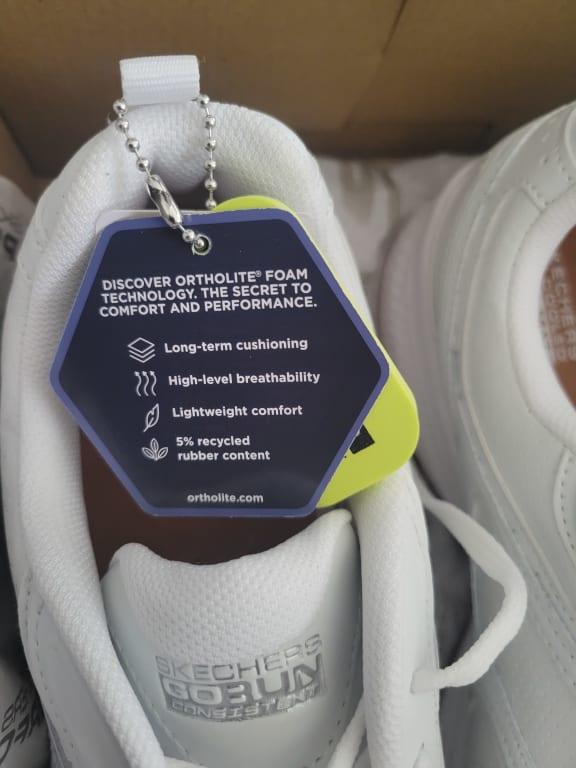 DISCOVER ORTHOLITE® FOAM
TECHNOLOGY. THE SECRET TO
COMFORT AND PERFORMANCE.
Long-term cushioning
High-level breathability
Lightweight comfort
5% recycled
rubber content
ortholite.com
SKECHERS
GORUN
CONSISTENT
SKECHERS